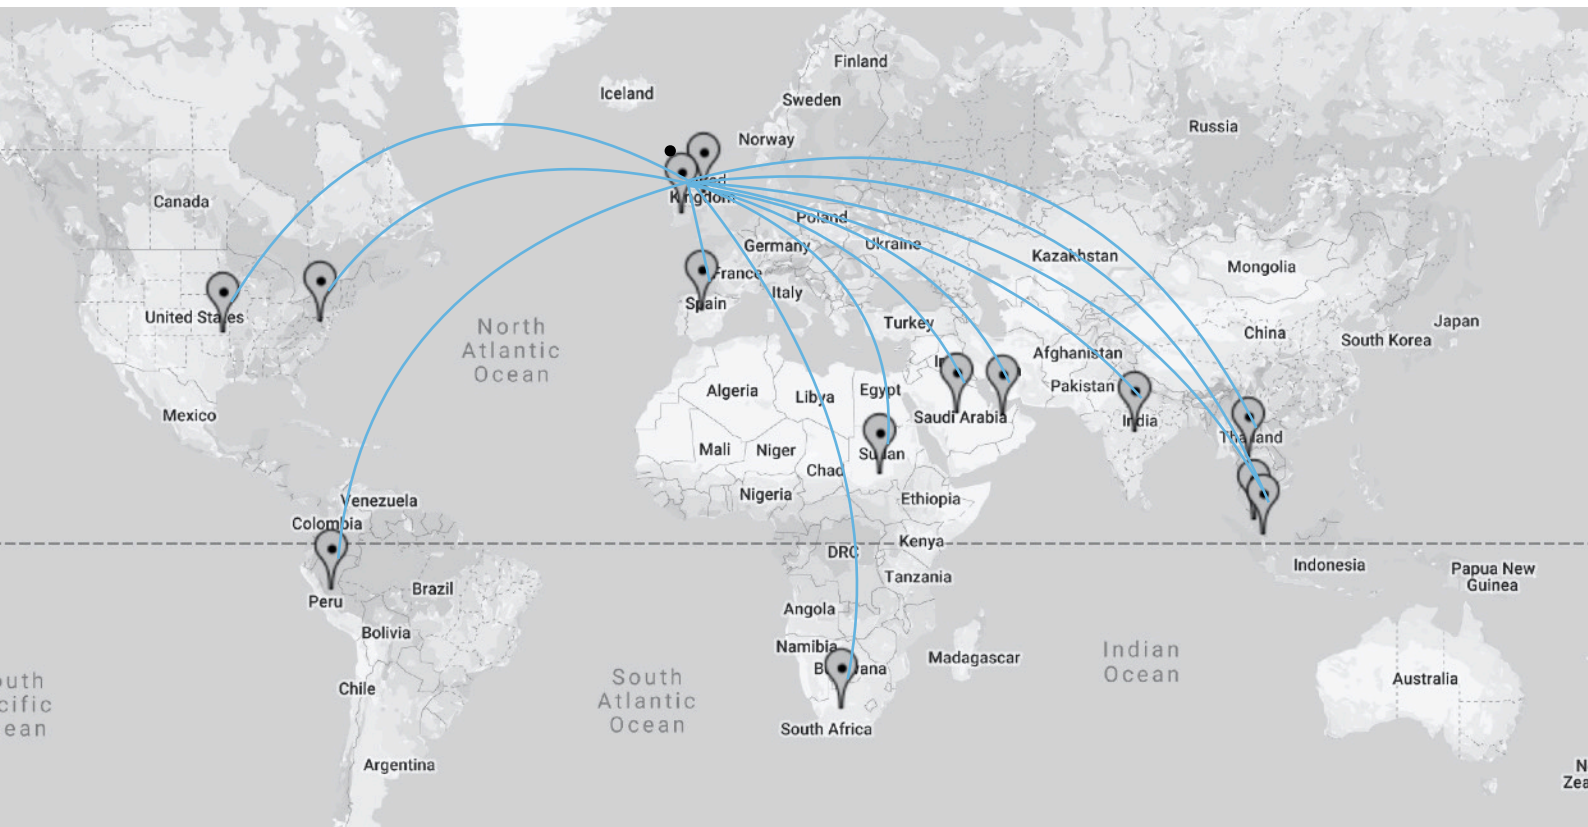 Finland
Iceland
Sweden
Russia
Norway
Canada
Kingdom
Poland
Germany
Ukraine
Kazakhstan
Mongolia
France
Italy
Spain
United States
North
Atlantic
Ocean
Turkey
Japan
China
South Korea
Afghanistan
Pakistan
Algeria
Libya
Egypt
Mexico
Saudi Arabia
India
Thailand
Mali
Niger
Sudan
Chad
Nigeria
Ethiopia
Venezuela
Colombia
Kenya
DRC
Indonesia
Papua New
Guinea
Tanzania
Brazil
Peru
Angola
Bolivia
Namibia
Madagascar
Indian
Ocean
South
Atlantic
Ocean
Chile
Australia
South Africa
Argentina